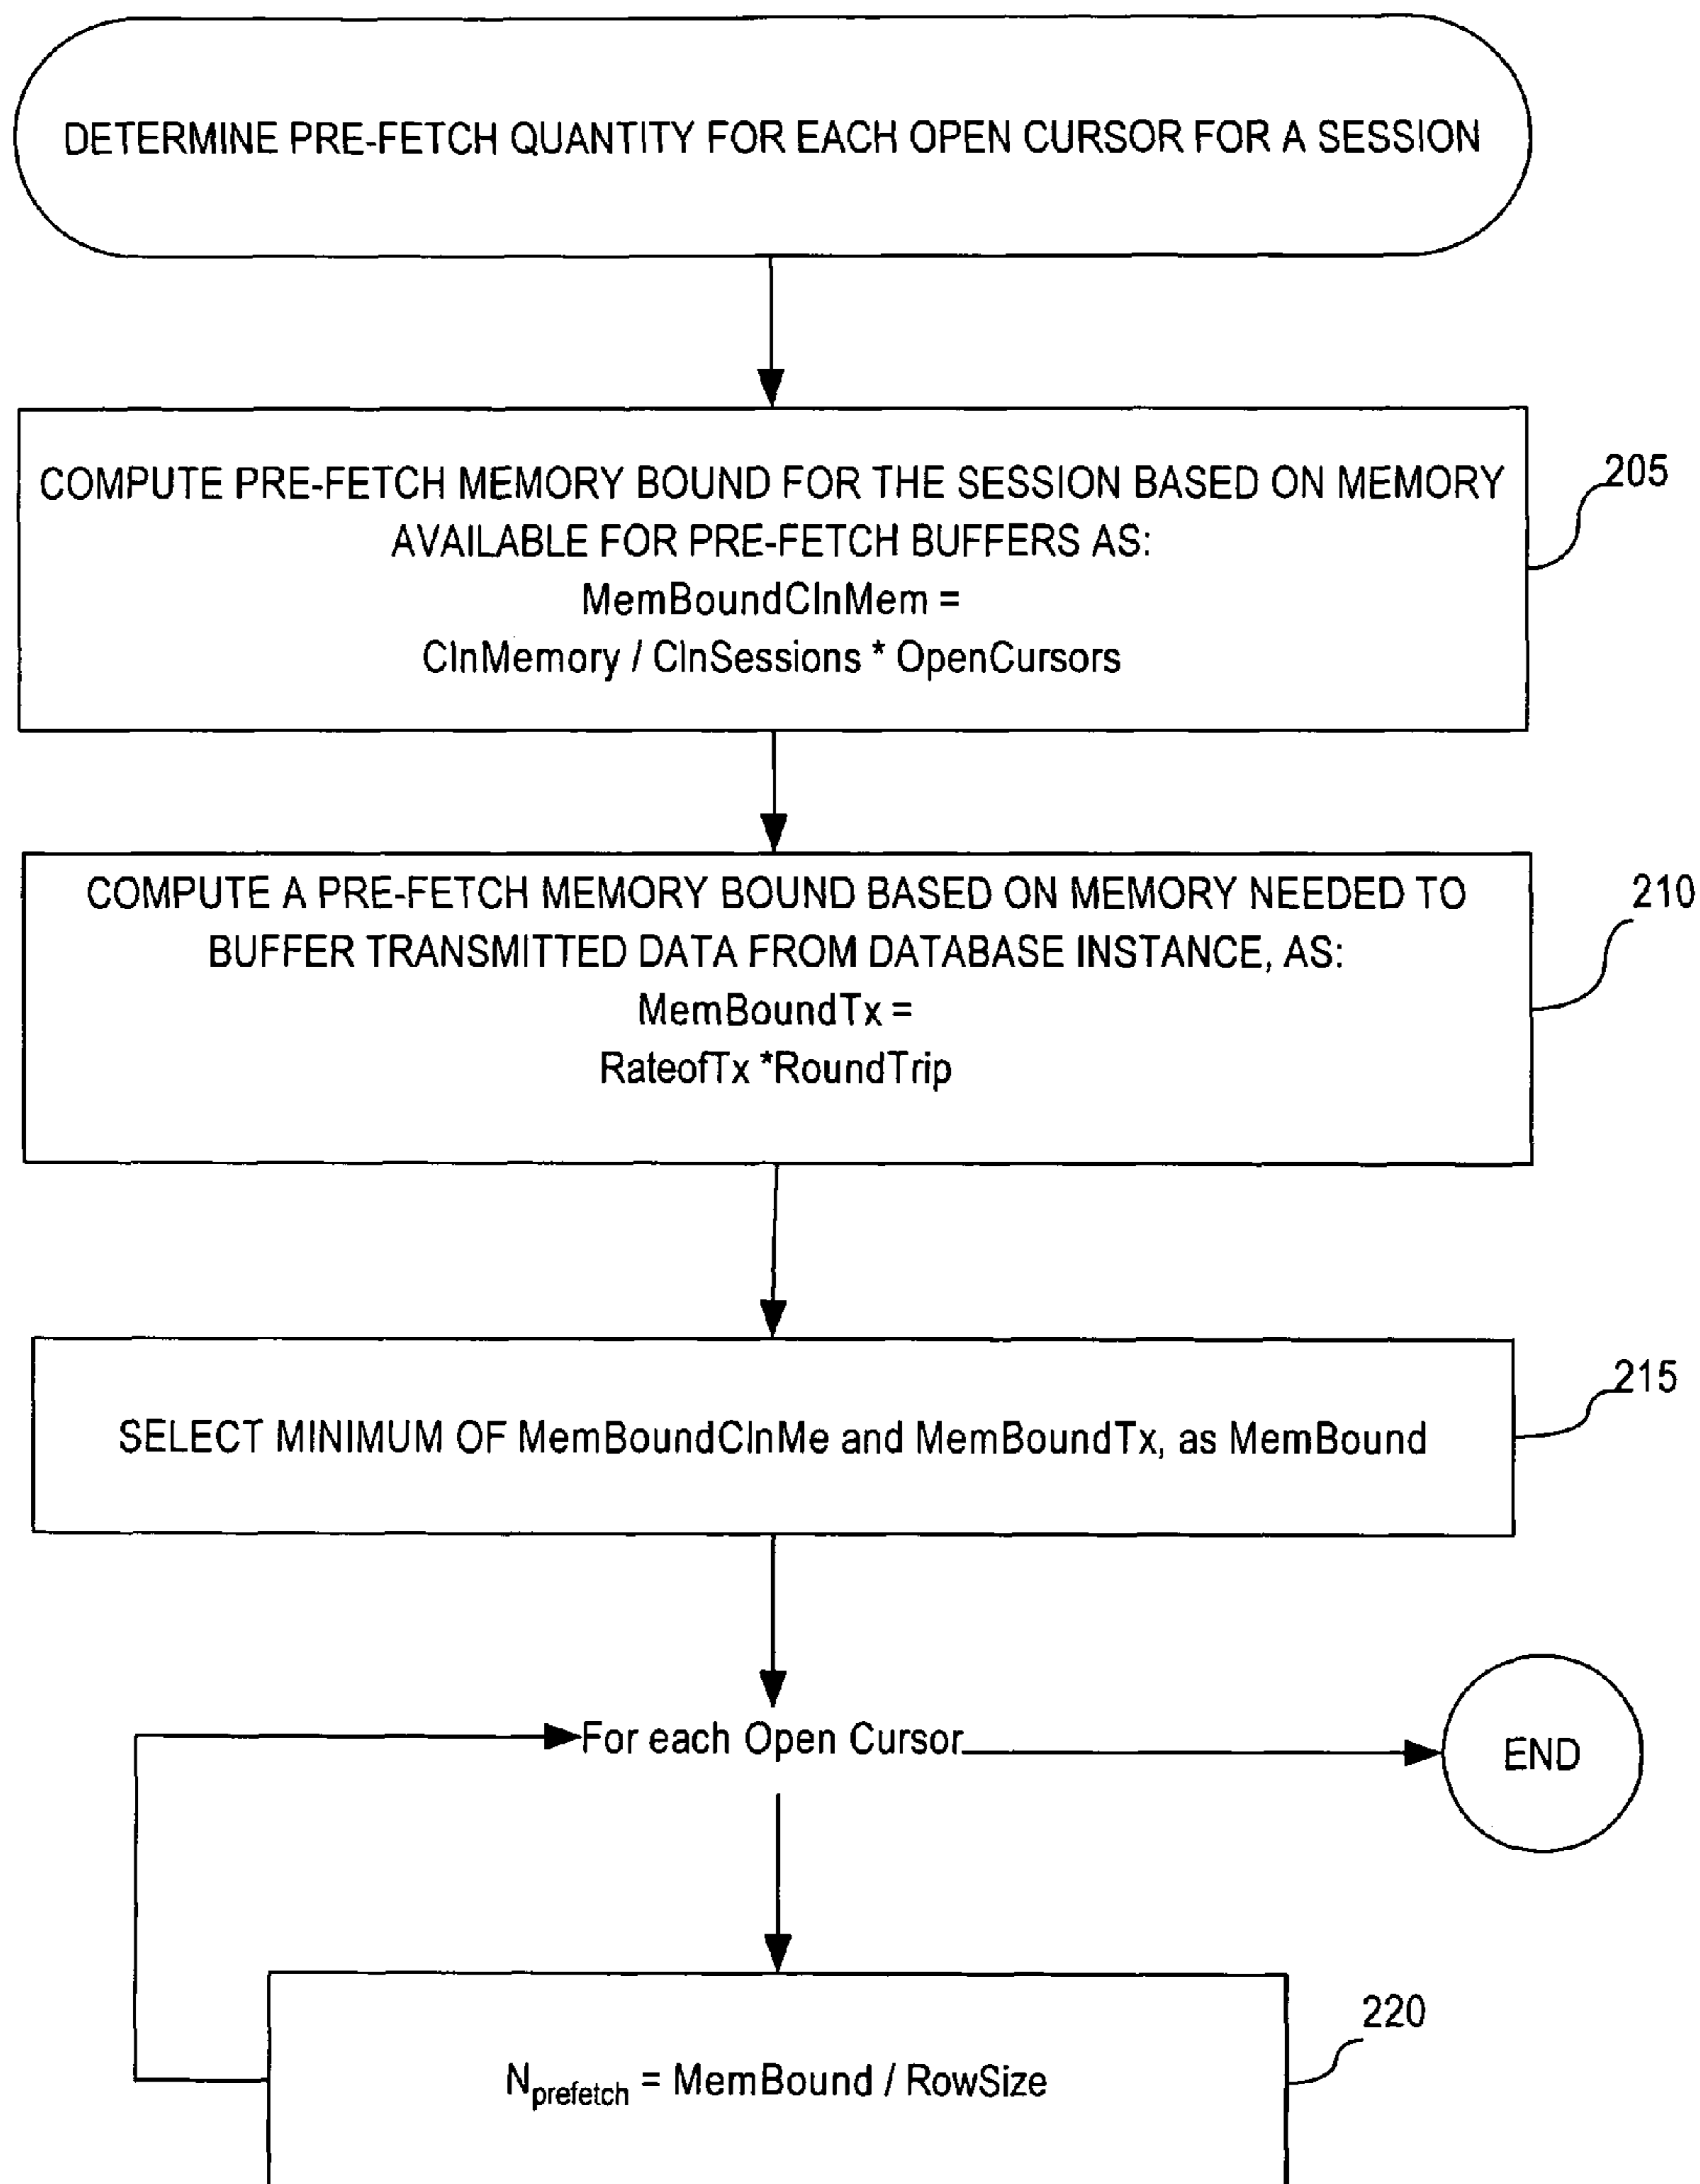 DETERMINE PRE-FETCH QUANTITY FOR EACH OPEN CURSOR FOR A SESSION
COMPUTE PRE-FETCH MEMORY BOUND FOR THE SESSION BASED ON MEMORY
AVAILABLE FOR PRE-FETCH BUFFERS AS:
MemBoundClnMem =
ClnMemory / ClnSessions * OpenCursors
205
COMPUTE A PRE-FETCH MEMORY BOUND BASED ON MEMORY NEEDED TO
BUFFER TRANSMITTED DATA FROM DATABASE INSTANCE, AS:
MemBoundTx =
RateofTx *RoundTrip
210
SELECT MINIMUM OF MemBoundClnMe and MemBoundTx, as MemBound
215
For each Open Cursor
END
Nprefetch = MemBound / RowSize
220